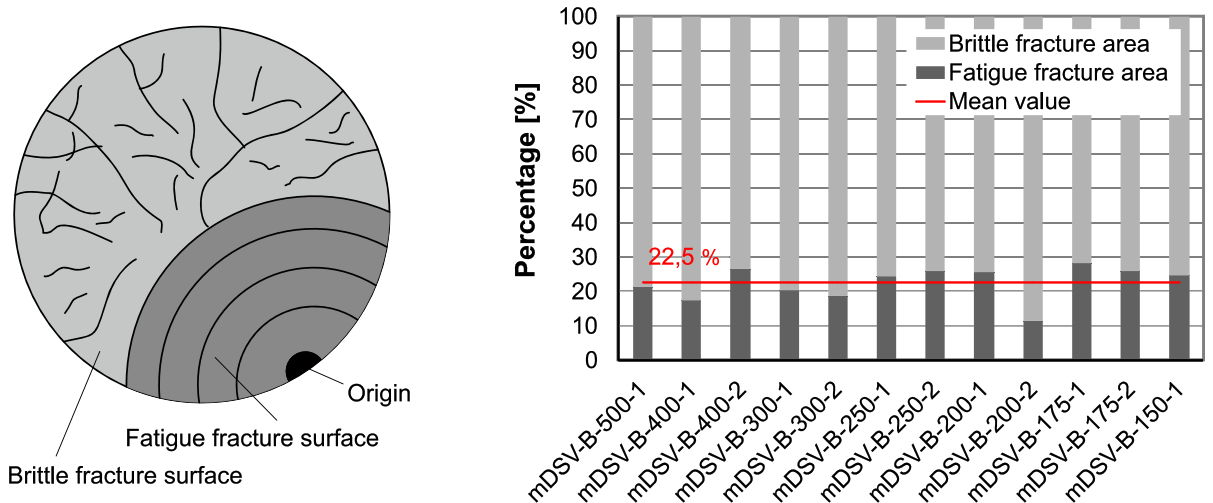 Origin
Fatigue fracture surface
Brittle fracture surface
Percentage [%]
100
90
80
70
60
50
40
30
20
10
0
Brittle fracture area
Fatigue fracture area
Mean value
22,5 %
mDSV-B-500-1
mDSV-B-400-1
mDSV-B-400-2
mDSV-B-300-1
mDSV-B-300-2
mDSV-B-250-1
mDSV-B-250-2
mDSV-B-200-1
mDSV-B-200-2
mDSV-B-175-1
mDSV-B-175-2
mDSV-B-150-1